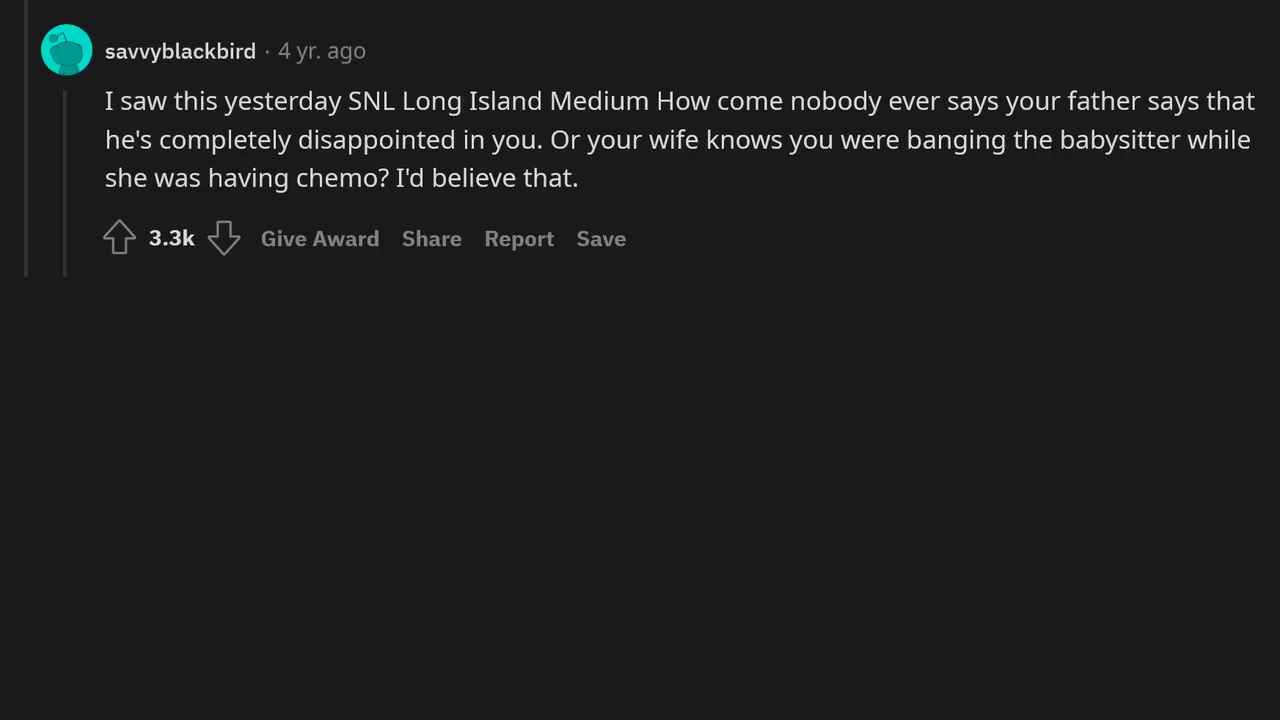 savvyblackbird · 4 yr. ago
I saw this yesterday SNL Long Island Medium How come nobody ever says your father says that
he's completely disappointed in you. Or your wife knows you were banging the babysitter while
she was having chemo? I'd believe that.
3.3k Give Award Share Report Save